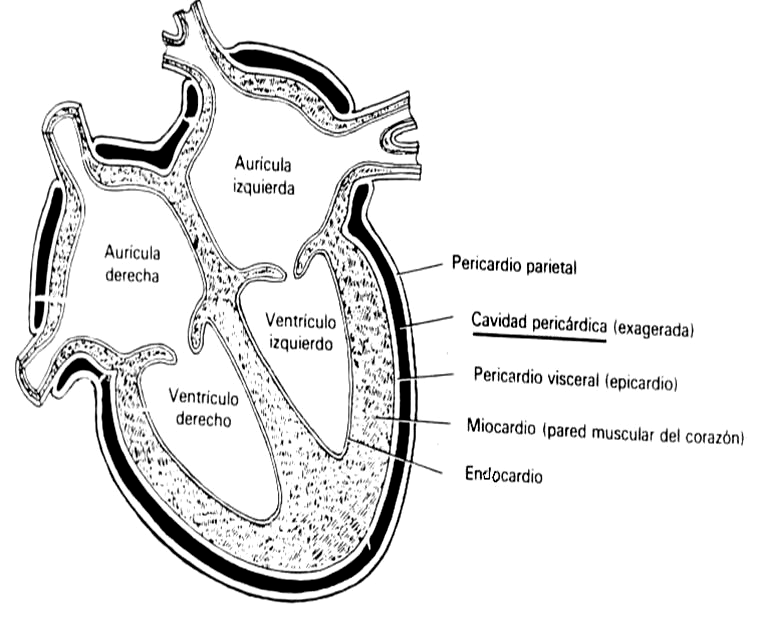 Aurícula
izquierda
Aurícula
derecha
Ventrículo
izquierdo
Ventrículo
derecho
Pericardio parietal
Cavidad pericárdica (exagerada)
Pericardio visceral (epicardio)
Miocardio (pared muscular del corazón)
Endocardio